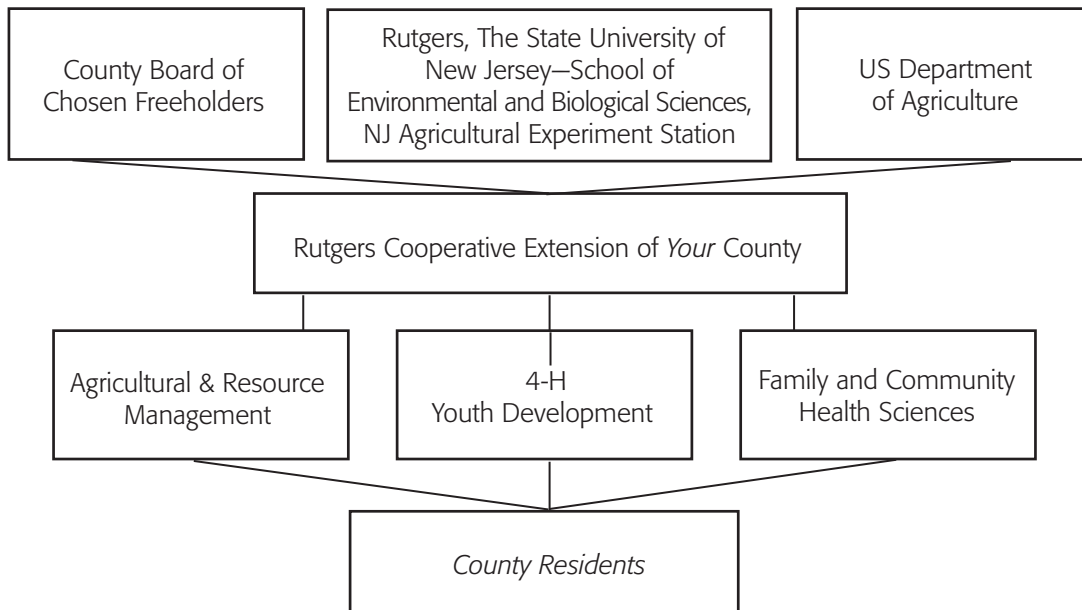 County Board of
Chosen Freeholders
Rutgers, The State University of
New Jersey—School of
Environmental and Biological Sciences,
NJ Agricultural Experiment Station
US Department
of Agriculture
Rutgers Cooperative Extension of Your County
Agricultural & Resource
Management
4-H
Youth Development
Family and Community
Health Sciences
County Residents